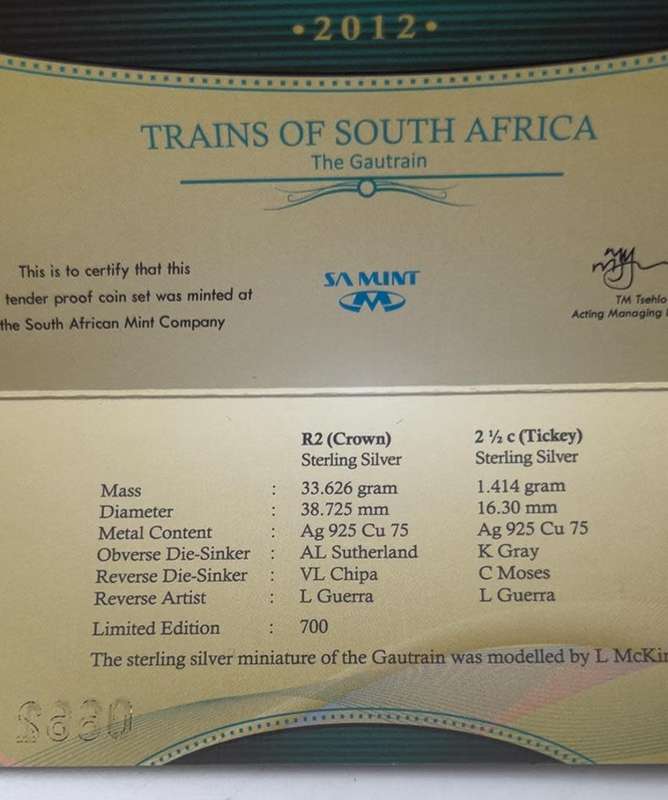 •2012•
TRAINS OF SOUTH AFRICA
The Gautrain
This is to certify that this
tender proof coin set was minted at
the South African Mint Company
SA MINT
TM Tsehlo
Acting Managing
R2 (Crown) 2 ½ c (Tickey)
Sterling Silver Sterling Silver
Mass : 33.626 gram 1.414 gram
Diameter : 38.725 mm 16.30 mm
Metal Content : Ag 925 Cu 75 Ag 925 Cu 75
Obverse Die-Sinker : AL Sutherland K Gray
Reverse Die-Sinker : VL Chipa C Moses
Reverse Artist : L Guerra L Guerra
Limited Edition : 700
The sterling silver miniature of the Gautrain was modelled by L McKin